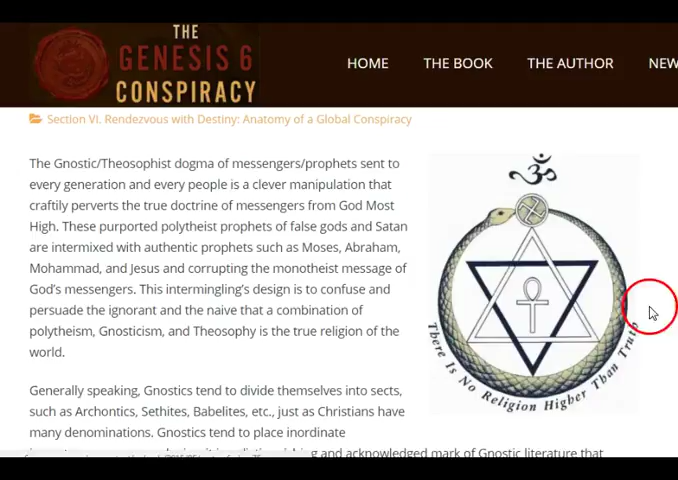 THE
GENESIS 6
CONSPIRACY
HOME THE BOOK THE AUTHOR NEW
Section VI. Rendezvous with Destiny: Anatomy of a Global Conspiracy
The Gnostic/Theosophist dogma of messengers/prophets sent to
every generation and every people is a clever manipulation that
craftily perverts the true doctrine of messengers from God Most
High. These purported polytheist prophets of false gods and Satan
are intermixed with authentic prophets such as Moses, Abraham,
Mohammad, and Jesus and corrupting the monotheist message of
God's messengers. This intermingling's design is to confuse and
persuade the ignorant and the naive that a combination of
polytheism, Gnosticism, and Theosophy is the true religion of the
world.
Generally speaking, Gnostics tend to divide themselves into sects,
such as Archontics, Sethites, Babelites, etc., just as Christians have
many denominations. Gnostics tend to place inordinate
and acknowledged mark of Gnostic literature that
ॐ
There Is No Religion Higher Than Truth